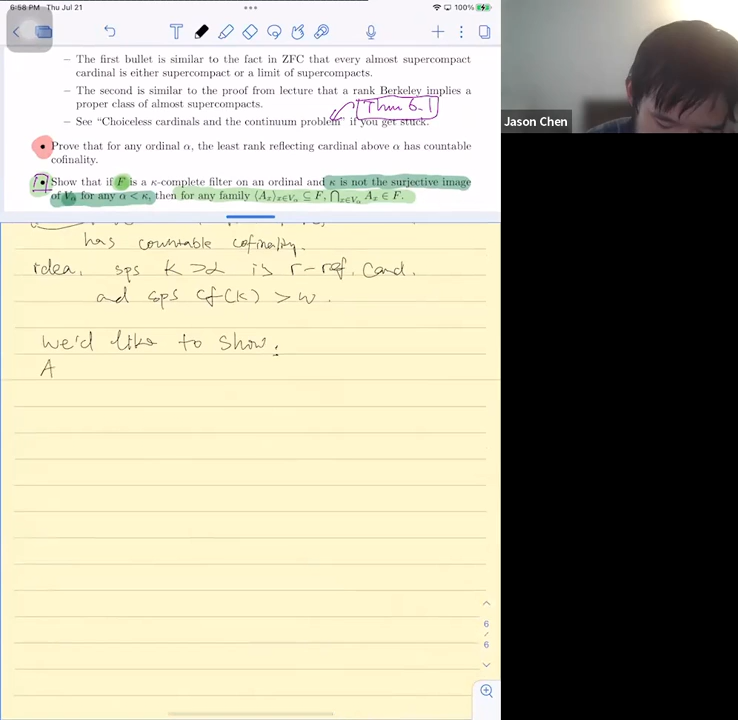 6:58 PM Thu Jul 21
100%
– The first bullet is similar to the fact in ZFC that every almost supercompact
cardinal is either supercompact or a limit of supercompacts.
– The second is similar to the proof from lecture that a rank Berkeley implies a
proper class of almost supercompacts.
Thm 6.1
– See "Choiceless cardinals and the continuum problem" if you get stuck.
• Prove that for any ordinal α, the least rank reflecting cardinal above α has countable
cofinality.
• Show that if F is a κ-complete filter on an ordinal and κ is not the surjective image
of Vα for any α < κ, then for any family ⟨Aₓ⟩ₓ∈Vα ⊆ F, ⋂ₓ∈Vα Aₓ ∈ F.
has countable cofinality.
idea, sps κ > α is r-ref. Card.
and sps cf(κ) > ω.
we'd like to show:
A
6
6
Jason Chen